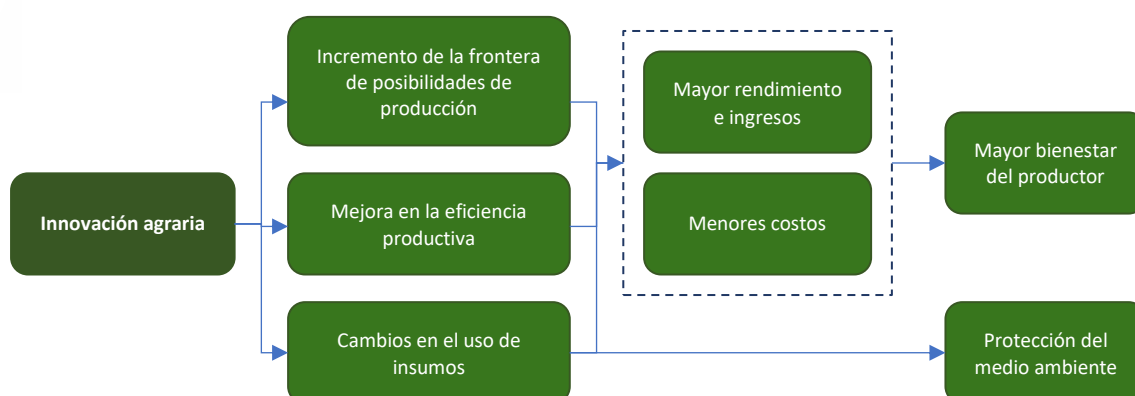 Innovación agraria
Incremento de la frontera
de posibilidades de
producción
Mejora en la eficiencia
productiva
Cambios en el uso de
insumos
Mayor rendimiento
e ingresos
Menores costos
Mayor bienestar
del productor
Protección del
medio ambiente